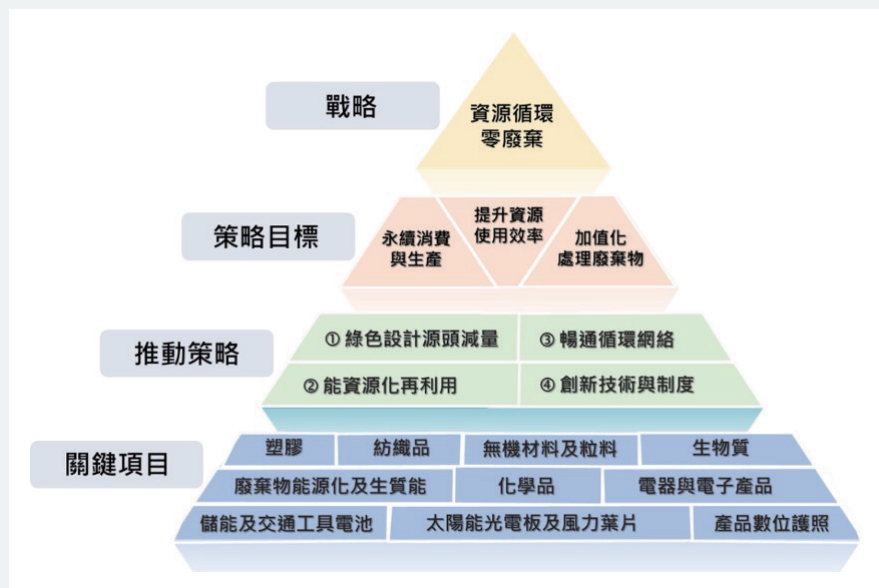 戰略
資源循環
零廢棄
策略目標
永續消費
與生產
提升資源
使用效率
加值化
處理廢棄物
推動策略
① 綠色設計源頭減量
③ 暢通循環網絡
② 能資源化再利用
④ 創新技術與制度
關鍵項目
塑膠
紡織品
無機材料及粒料
生物質
廢棄物能源化及生質能
化學品
電器與電子產品
儲能及交通工具電池
太陽能光電板及風力葉片
產品數位護照